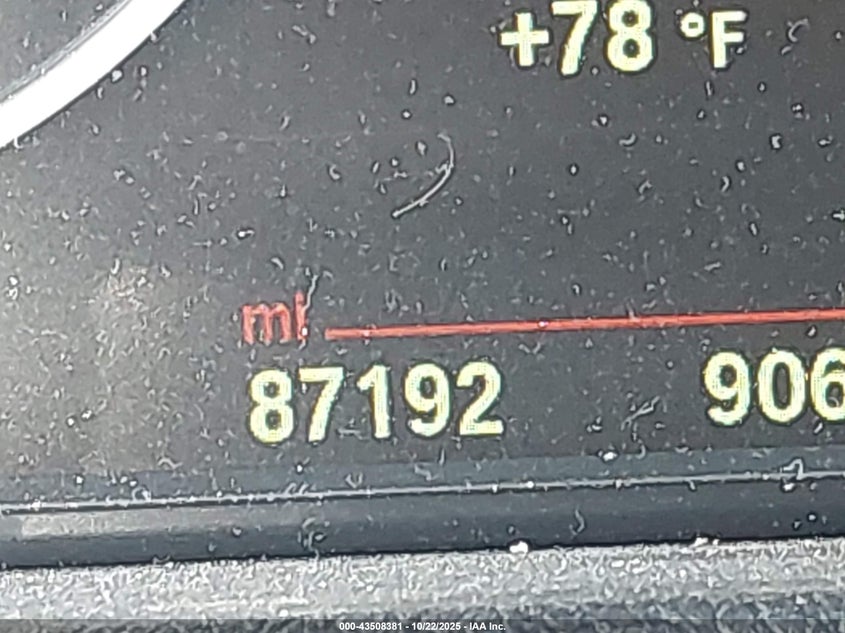 +78 °F
mi
87192 906
000-43508381 - 10/22/2025 - IAA Inc.